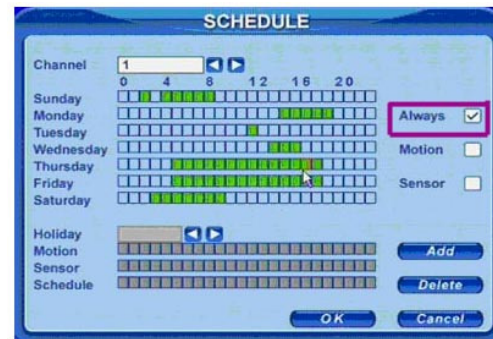 SCHEDULE
Channel 1
0 4 8 12 16 20
Sunday
Monday
Tuesday
Wednesday
Thursday
Friday
Saturday
Always
Motion
Sensor
Holiday
Motion
Sensor
Schedule
Add
Delete
OK
Cancel